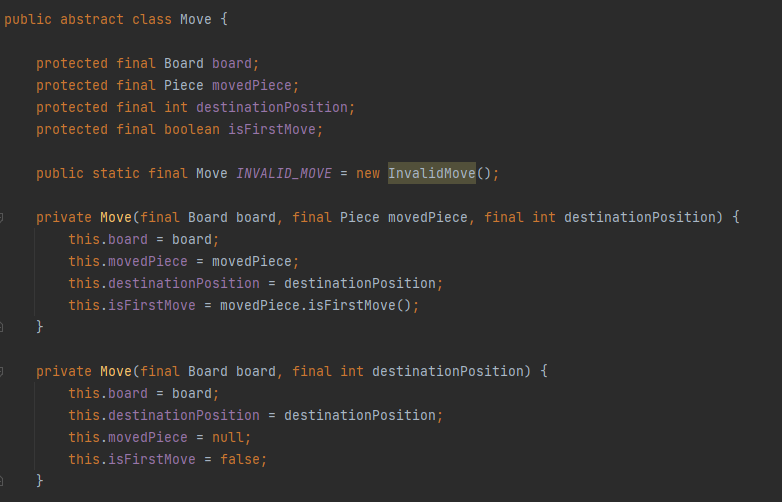 public abstract class Move {
protected final Board board;
protected final Piece movedPiece;
protected final int destinationPosition;
protected final boolean isFirstMove;
public static final Move INVALID_MOVE = new InvalidMove();
private Move(final Board board, final Piece movedPiece, final int destinationPosition) {
this.board = board;
this.movedPiece = movedPiece;
this.destinationPosition = destinationPosition;
this.isFirstMove = movedPiece.isFirstMove();
}
private Move(final Board board, final int destinationPosition) {
this.board = board;
this.destinationPosition = destinationPosition;
this.movedPiece = null;
this.isFirstMove = false;
}